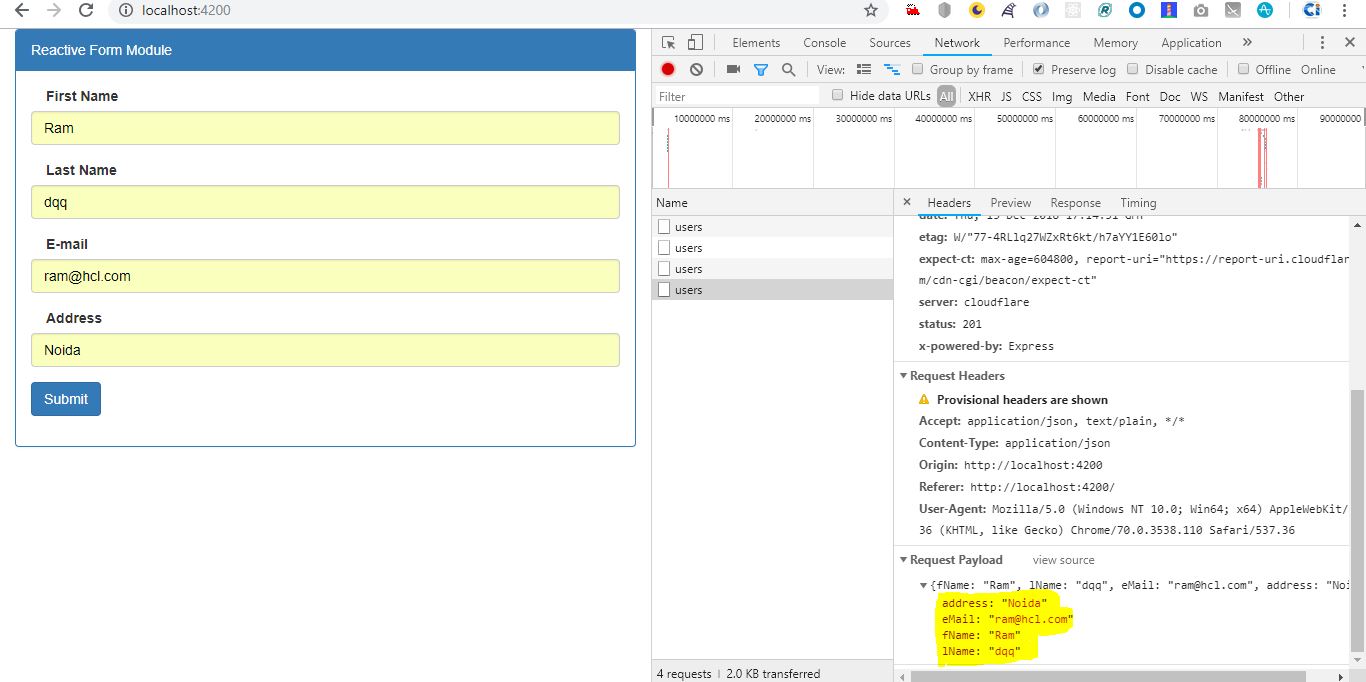 localhost:4200
Reactive Form Module
First Name
Ram
Last Name
dqq
E-mail
ram@hcl.com
Address
Noida
Submit
Elements Console Sources Network Performance Memory Application »
View: Group by frame Preserve log Disable cache Offline Online
Filter Hide data URLs All XHR JS CSS Img Media Font Doc WS Manifest Other
10000000 ms 20000000 ms 30000000 ms 40000000 ms 50000000 ms 60000000 ms 70000000 ms 80000000 ms 90000000
Name
users
users
users
users
4 requests | 2.0 KB transferred
× Headers Preview Response Timing
etag: W/"77-4RLlq27WZxRt6kt/h7aYY1E60lo"
expect-ct: max-age=604800, report-uri="https://report-uri.cloudflar
m/cdn-cgi/beacon/expect-ct"
server: cloudflare
status: 201
x-powered-by: Express
Request Headers
Provisional headers are shown
Accept: application/json, text/plain, */*
Content-Type: application/json
Origin: http://localhost:4200
Referer: http://localhost:4200/
User-Agent: Mozilla/5.0 (Windows NT 10.0; Win64; x64) AppleWebKit/
36 (KHTML, like Gecko) Chrome/70.0.3538.110 Safari/537.36
Request Payload view source
{fName: "Ram", lName: "dqq", eMail: "ram@hcl.com", address: "Noi
address: "Noida"
eMail: "ram@hcl.com"
fName: "Ram"
lName: "dqq"